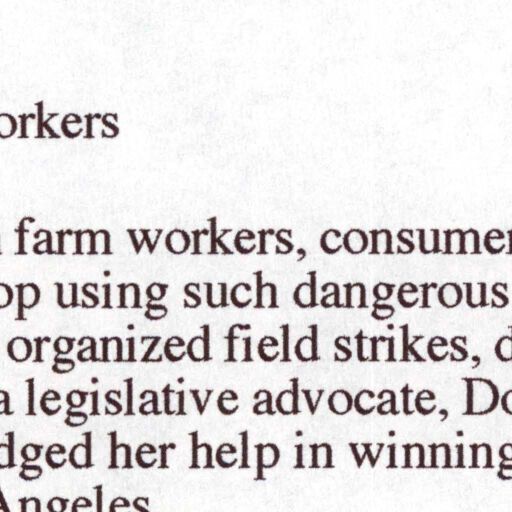 orkers
farm workers, consumer
op using such dangerous
organized field strikes, d
a legislative advocate, Do
dged her help in winning
Angeles